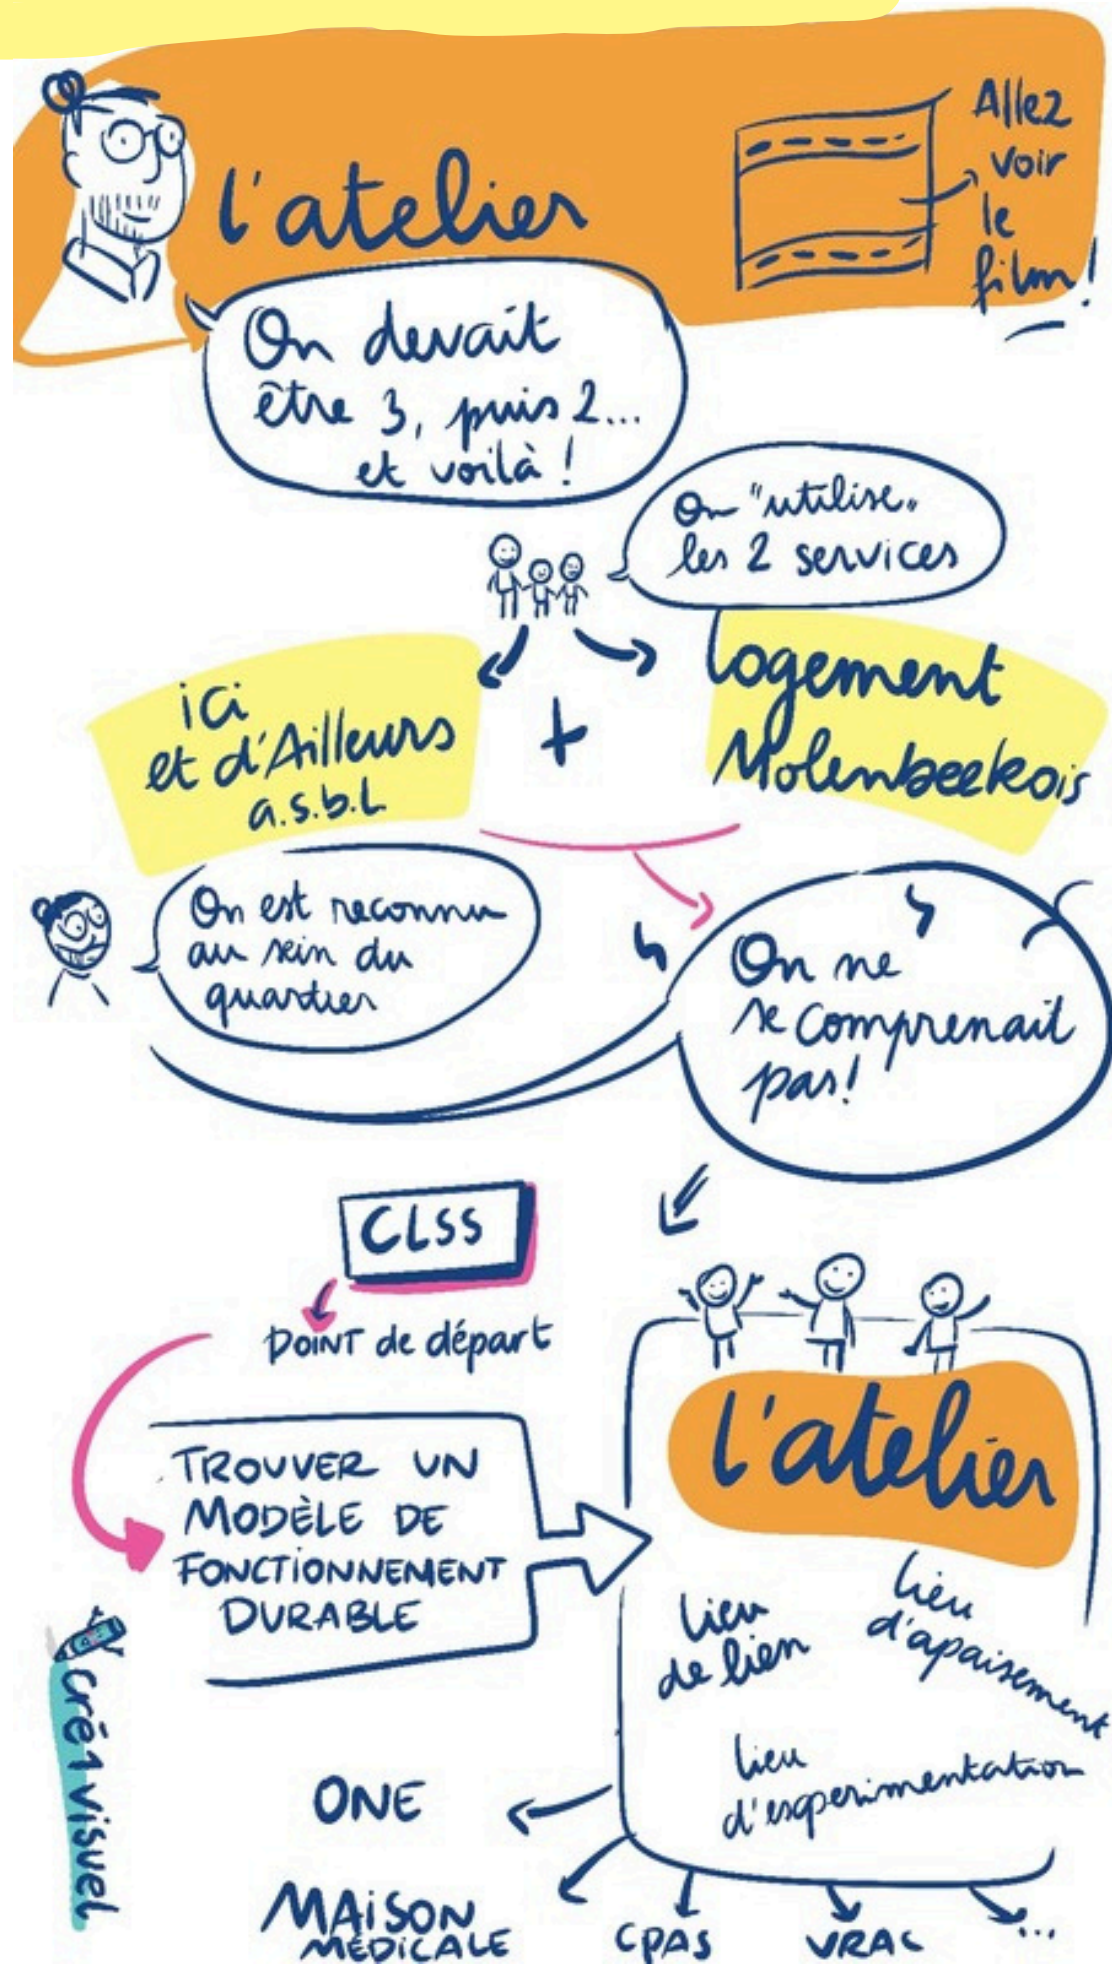 l'atelier
Allez
voir
le
film!
On devait
être 3, puis 2...
et voilà !
On "utilise"
les 2 services
ici
et d'Ailleurs
a.s.b.L
+
logement
Molenbeekois
On est reconnu
au sein du
quartier
On ne
se comprenait
pas!
CLSS
POINT de départ
TROUVER UN
MODÈLE DE
FONCTIONNEMENT
DURABLE
l'atelier
lieu
de lien
lieu
d'apaisement
lieu
d'experimentation
cré1visuel
ONE
MAISON
MÉDICALE
CPAS
VRAC
...